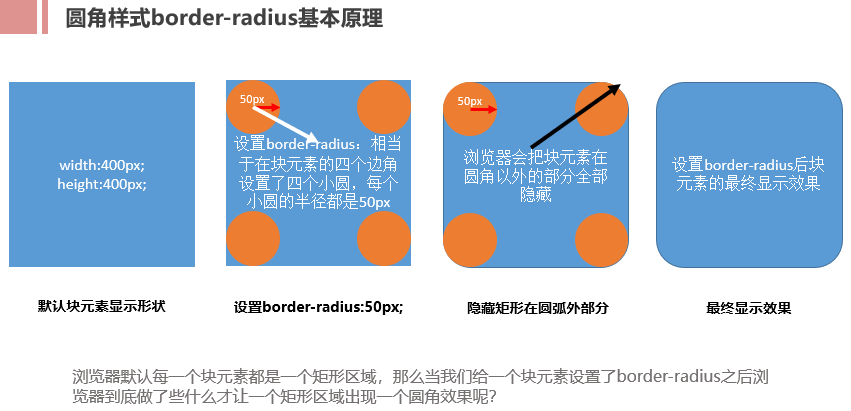 圆角样式border-radius基本原理
width:400px;
height:400px;
50px
设置border-radius：相当
于在块元素的四个边角
设置了四个小圆，每个
小圆的半径都是50px
50px
浏览器会把块元素在
圆角以外的部分全部
隐藏
设置border-radius后块
元素的最终显示效果
默认块元素显示形状
设置border-radius:50px;
隐藏矩形在圆弧外部分
最终显示效果
浏览器默认每一个块元素都是一个矩形区域，那么当我们给一个块元素设置了border-radius之后浏
览器到底做了些什么才让一个矩形区域出现一个圆角效果呢?